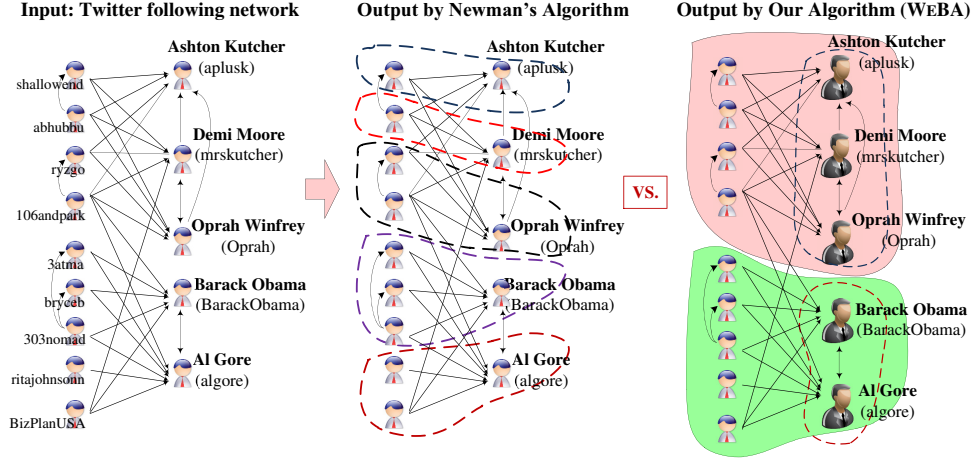 Input: Twitter following network
Output by Newman's Algorithm
Output by Our Algorithm (WEBA)
shallowend
abhubbu
ryzgo
106andpark
3atma
bryceb
303nomad
ritajohnsonn
BizPlanUSA
Ashton Kutcher
(aplusk)
Demi Moore
(mrskutcher)
Oprah Winfrey
(Oprah)
Barack Obama
(BarackObama)
Al Gore
(algore)
Ashton Kutcher
(aplusk)
Demi Moore
(mrskutcher)
Oprah Winfrey
(Oprah)
Barack Obama
(BarackObama)
Al Gore
(algore)
VS.
Ashton Kutcher
(aplusk)
Demi Moore
(mrskutcher)
Oprah Winfrey
(Oprah)
Barack Obama
(BarackObama)
Al Gore
(algore)